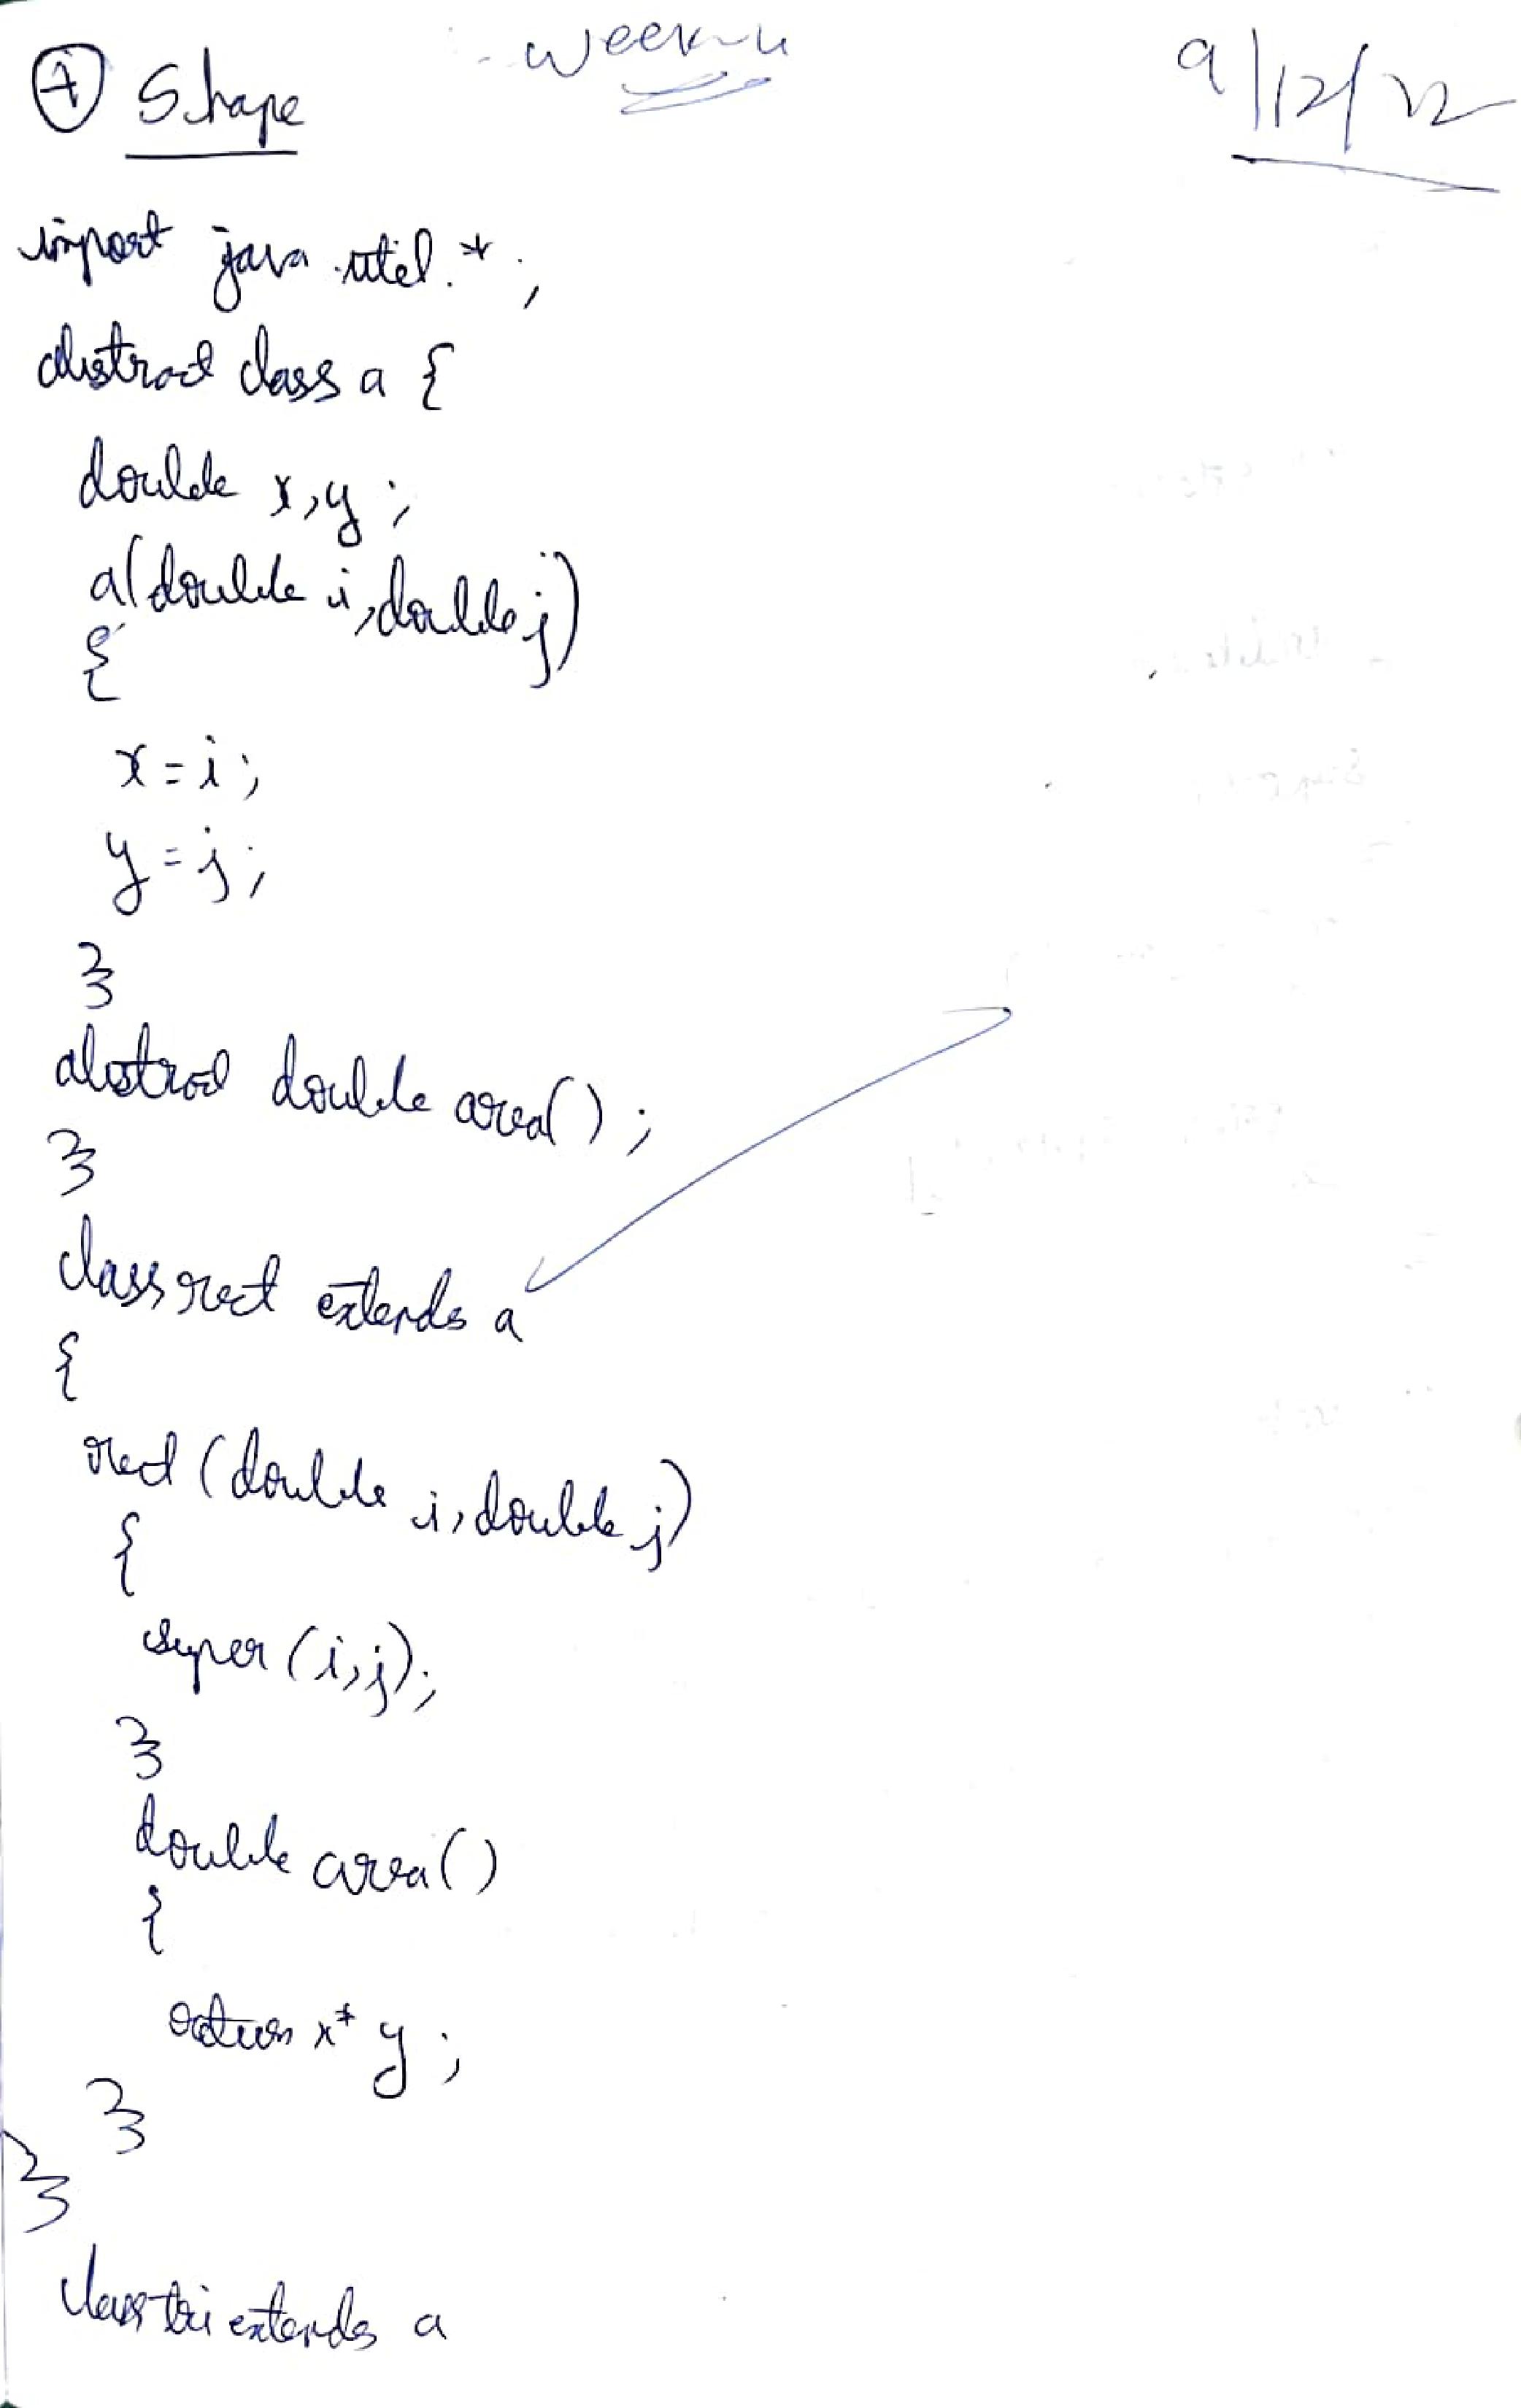 Week-4
9/12/22
④ Shape
import java.util.*;
abstract class a {
double x,y;
a(double i,double j)
{
x=i;
y=j;
}
abstract double area();
}
class rect extends a
{
rect (double i, double j)
{
super(i,j);
}
double area()
{
return x*y;
}
}
class tri extends a